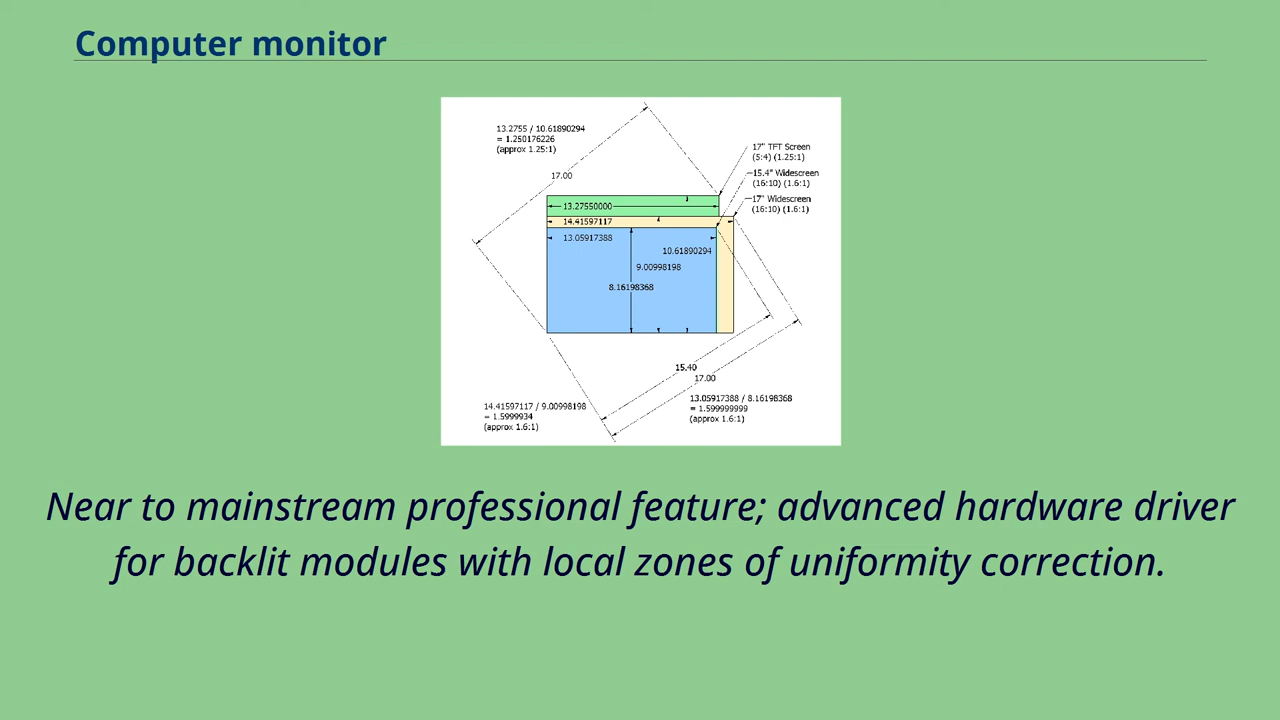 Computer monitor
13.2755 / 10.61890294
= 1.250176226
(approx 1.25:1)
17.00
17" TFT Screen
(5:4) (1.25:1)
15.4" Widescreen
(16:10) (1.6:1)
17" Widescreen
(16:10) (1.6:1)
13.27550000
14.41597117
13.05917388
10.61890294
9.00998198
8.16198368
15.40
17.00
14.41597117 / 9.00998198
= 1.5999934
(approx 1.6:1)
13.05917388 / 8.16198368
= 1.599999999
(approx 1.6:1)
Near to mainstream professional feature; advanced hardware driver
for backlit modules with local zones of uniformity correction.